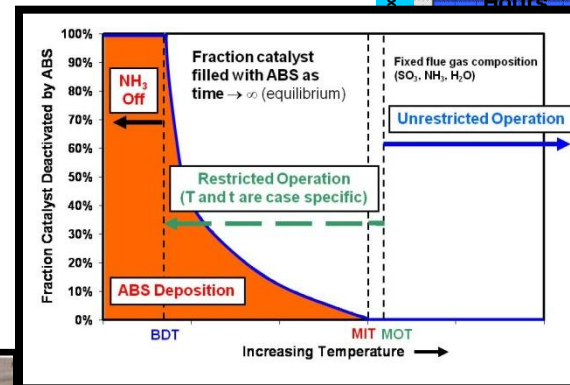 Hours
100%
90%
80%
70%
60%
50%
40%
30%
20%
10%
0%
Fraction Catalyst Deactivated by ABS
NH3
Off
Fraction catalyst
filled with ABS as
time → ∞ (equilibrium)
Fixed flue gas composition
(SO3, NH3, H2O)
Unrestricted Operation
Restricted Operation
(T and t are case specific)
ABS Deposition
BDT
MIT
MOT
Increasing Temperature